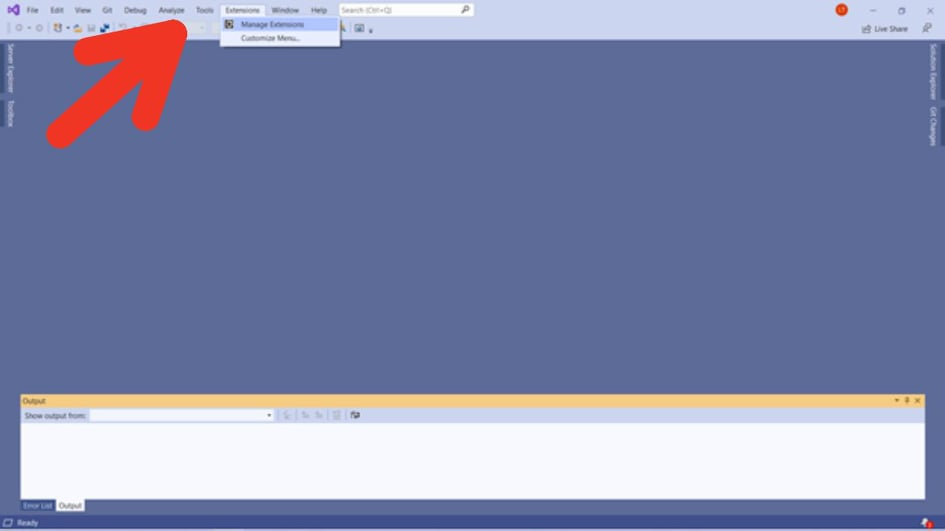 File Edit View Git Debug Analyze Tools Extensions Window Help Search (Ctrl+Q) LT
Manage Extensions
Customize Menu...
Live Share
Server Explorer
Toolbox
Solution Explorer
Git Changes
Output
Show output from:
Error List Output
Ready